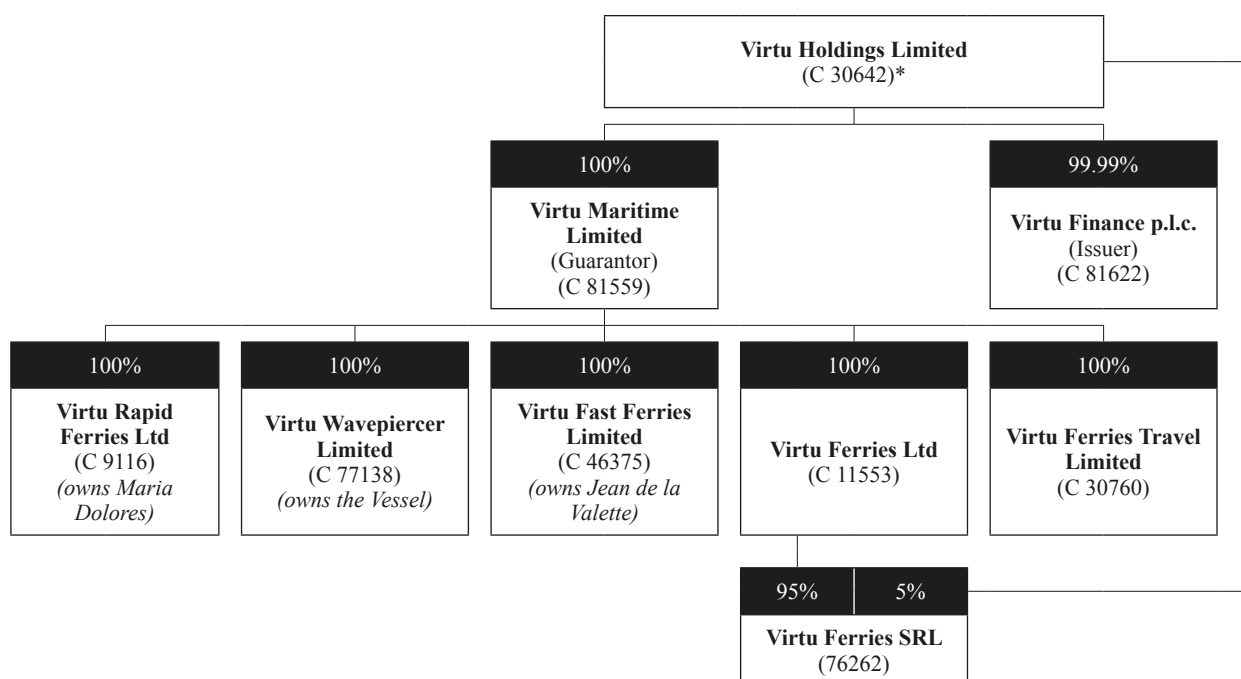 Virtu Holdings Limited
(C 30642)*
100%
Virtu Maritime
Limited
(Guarantor)
(C 81559)
99.99%
Virtu Finance p.l.c.
(Issuer)
(C 81622)
100%
Virtu Rapid
Ferries Ltd
(C 9116)
(owns Maria
Dolores)
100%
Virtu Wavepiercer
Limited
(C 77138)
(owns the Vessel)
100%
Virtu Fast Ferries
Limited
(C 46375)
(owns Jean de la
Valette)
100%
Virtu Ferries Ltd
(C 11553)
100%
Virtu Ferries Travel
Limited
(C 30760)
95% 5%
Virtu Ferries SRL
(76262)